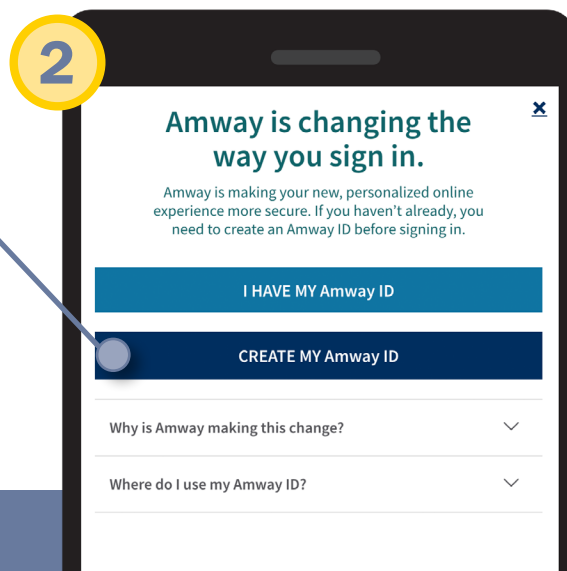 2
x
Amway is changing the
way you sign in.
Amway is making your new, personalized online
experience more secure. If you haven’t already, you
need to create an Amway ID before signing in.
I HAVE MY Amway ID
CREATE MY Amway ID
Why is Amway making this change?
Where do I use my Amway ID?